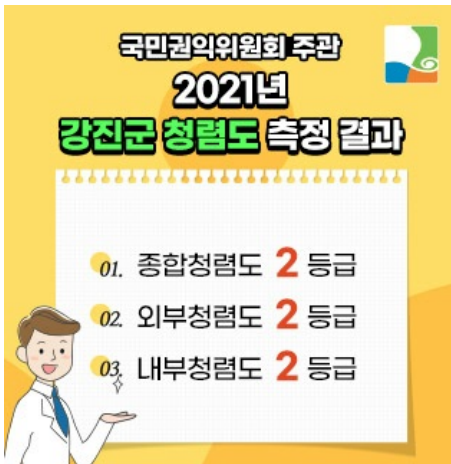 국민권익위원회 주관
2021년
강진군 청렴도 측정 결과
01. 종합청렴도 2 등급
02. 외부청렴도 2 등급
03. 내부청렴도 2 등급